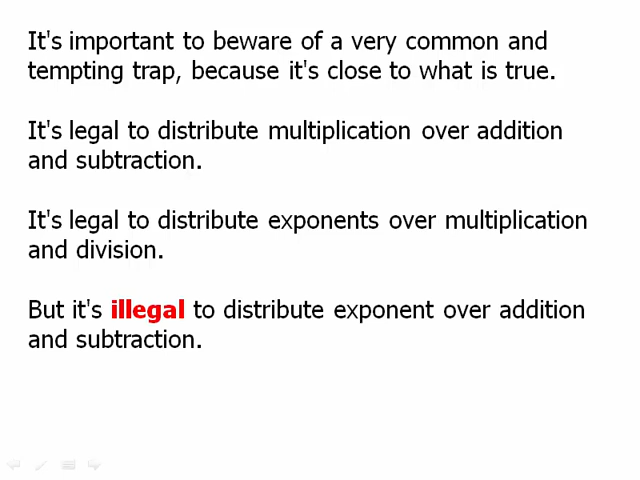 It's important to beware of a very common and
tempting trap, because it's close to what is true.
It's legal to distribute multiplication over addition
and subtraction.
It's legal to distribute exponents over multiplication
and division.
But it's illegal to distribute exponent over addition
and subtraction.